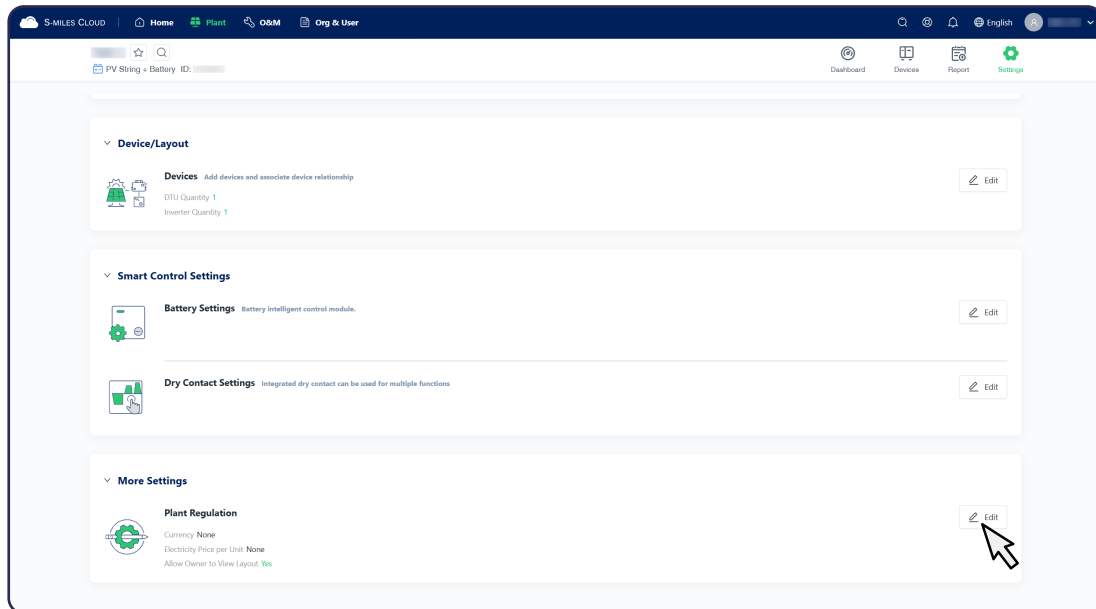 S-MILES CLOUD Home Plant O&M Org & User English A
PV String + Battery ID:
Dashboard Devices Report Settings
Device/Layout
Devices Add devices and associate device relationship
Edit
DTU Quantity 1
Inverter Quantity 1
Smart Control Settings
Battery Settings Battery intelligent control module.
Edit
Dry Contact Settings Integrated dry contact can be used for multiple functions
Edit
More Settings
Plant Regulation
Edit
Currency None
Electricity Price per Unit None
Allow Owner to View Layout Yes